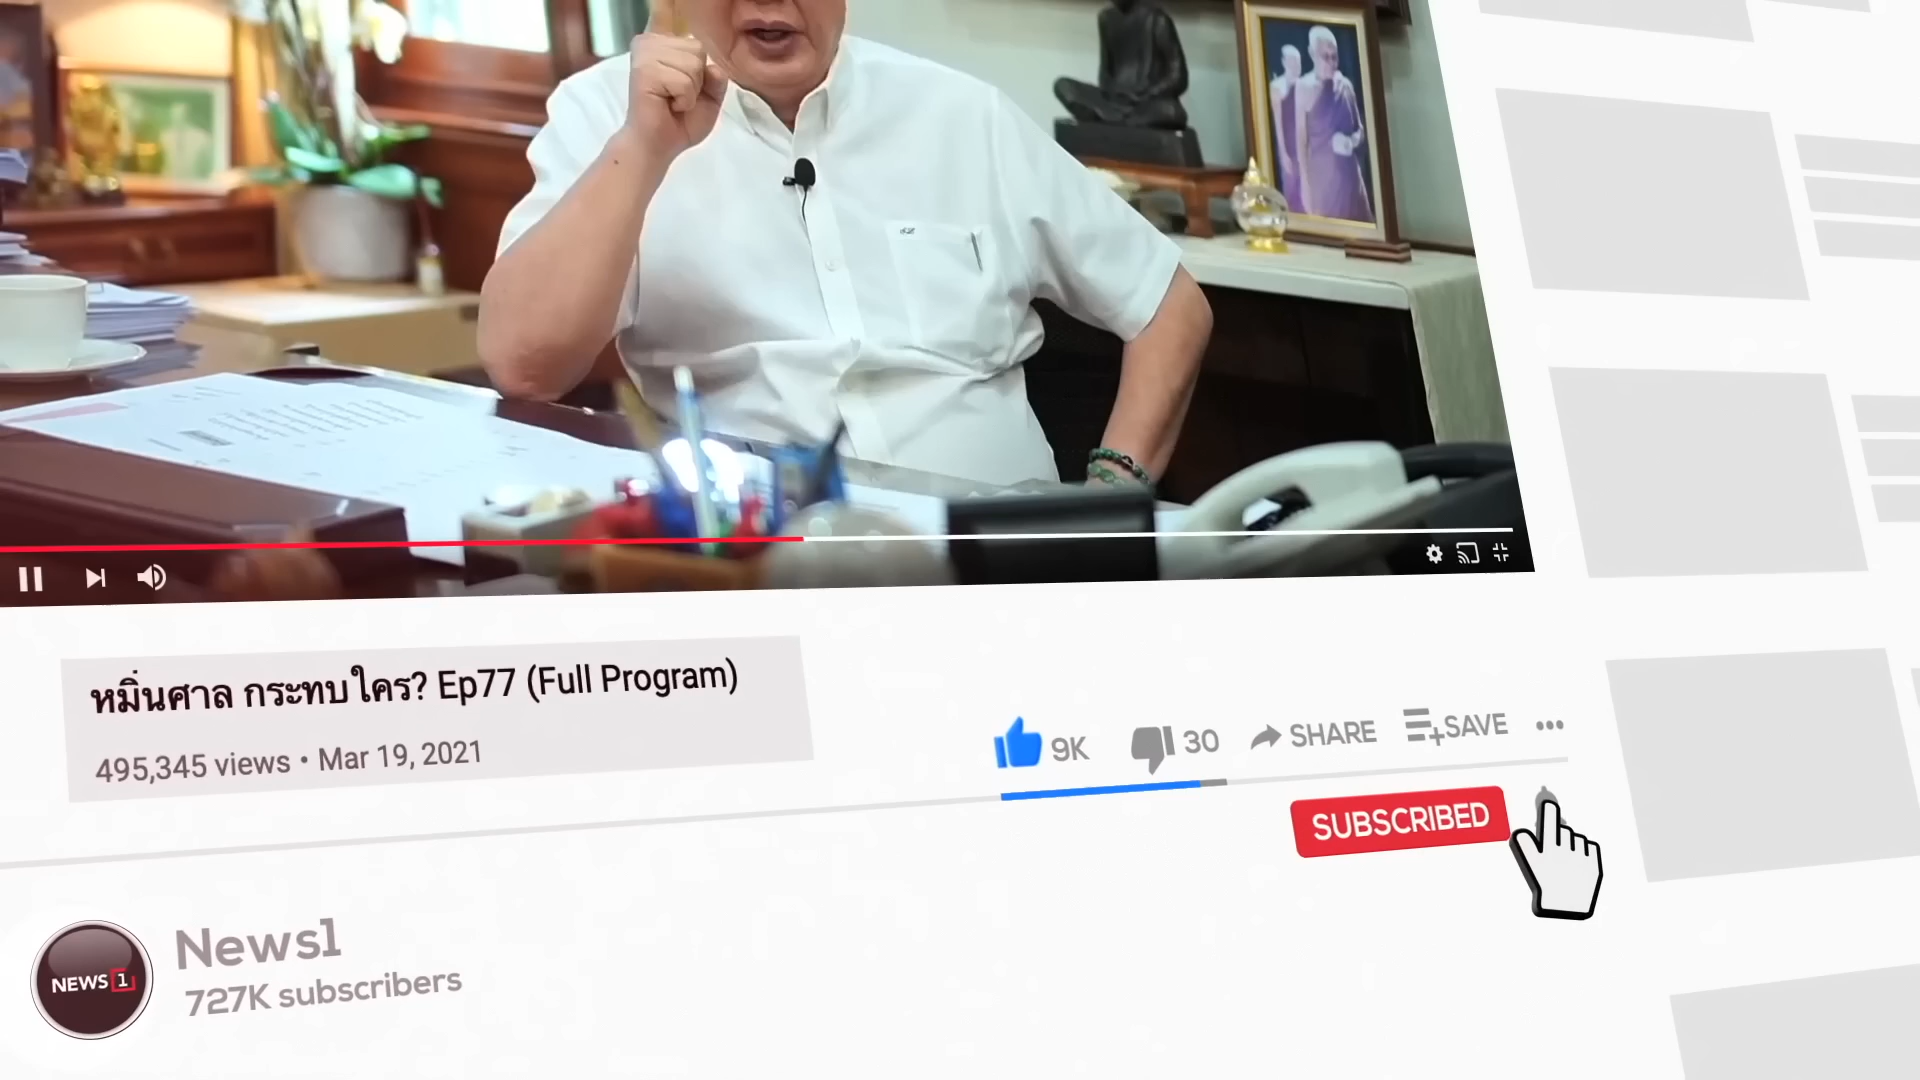 หมิ่นศาล กระทบใคร? Ep77 (Full Program)
495,345 views • Mar 19, 2021
9K
30
SHARE
SAVE
SUBSCRIBED
NEWS 1
News1
727K subscribers